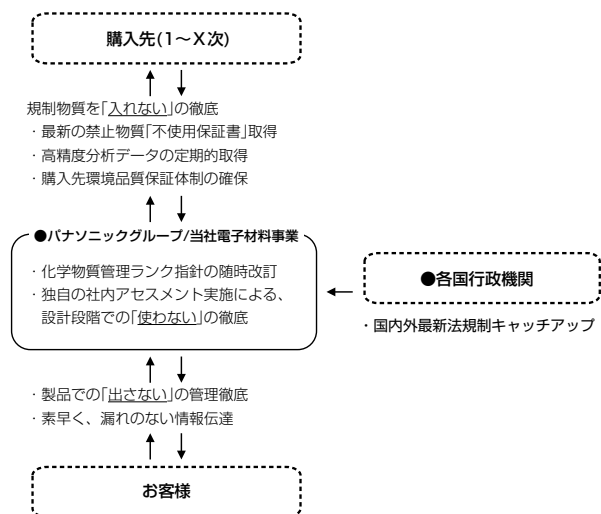 購入先(1～X次)
規制物質を｢入れない｣の徹底
・最新の禁止物質｢不使用保証書｣取得
・高精度分析データの定期的取得
・購入先環境品質保証体制の確保
●パナソニックグループ/当社電子材料事業
・化学物質管理ランク指針の随時改訂
・独自の社内アセスメント実施による、
設計段階での｢使わない｣の徹底
●各国行政機関
・国内外最新法規制キャッチアップ
・製品での｢出さない｣の管理徹底
・素早く、漏れのない情報伝達
お客様